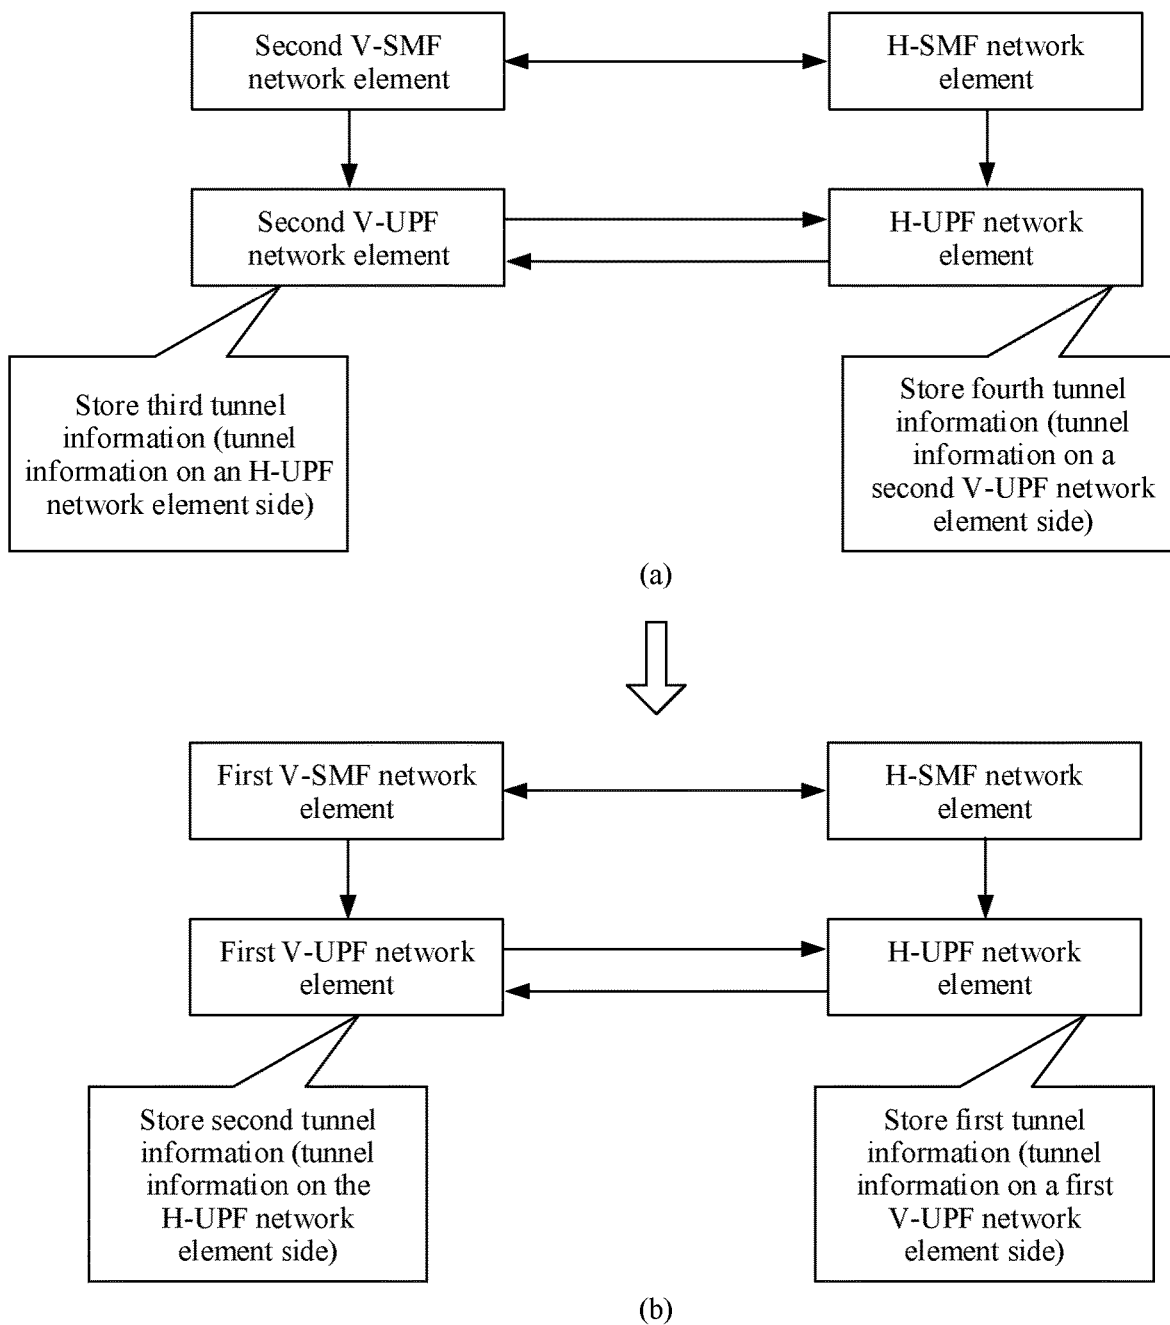 Second V-SMF
network element
H-SMF network
element
Second V-UPF
network element
H-UPF network
element
Store third tunnel
information (tunnel
information on an H-UPF
network element side)
Store fourth tunnel
information (tunnel
information on a
second V-UPF network
element side)
(a)
First V-SMF network
element
H-SMF network
element
First V-UPF network
element
H-UPF network
element
Store second tunnel
information (tunnel
information on the
H-UPF network
element side)
Store first tunnel
information (tunnel
information on a first
V-UPF network
element side)
(b)